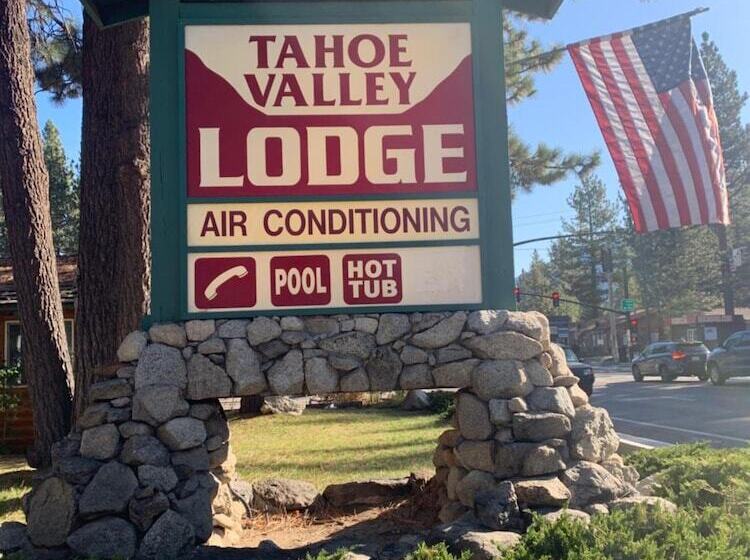 TAHOE
VALLEY
LODGE
AIR CONDITIONING
POOL
HOT
TUB